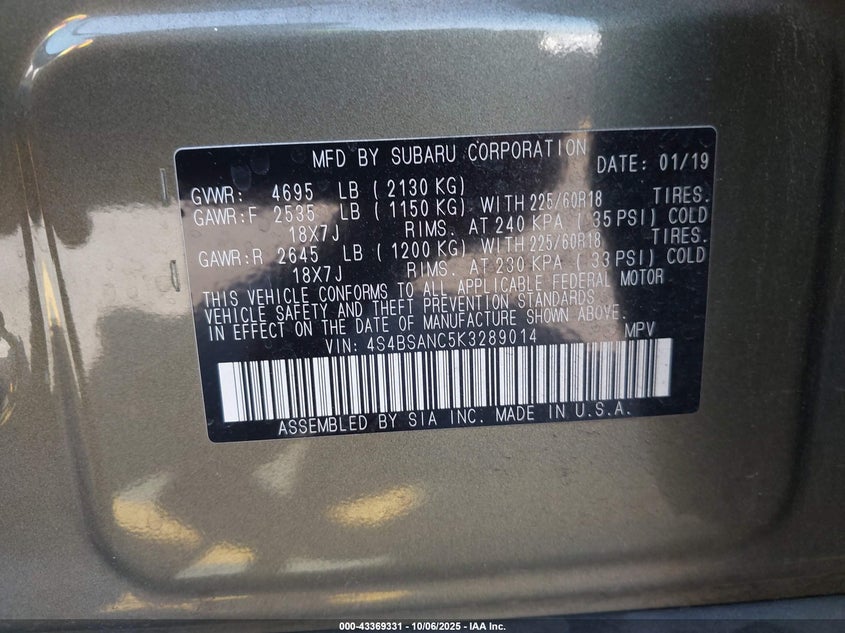 MFD BY SUBARU CORPORATION DATE: 01/19
GVWR: 4695 LB (2130 KG)
GAWR:F 2535 LB (1150 KG) WITH 225/60R18 TIRES.
18X7J RIMS. AT 240 KPA (35 PSI) COLD
GAWR:R 2645 LB (1200 KG) WITH 225/60R18 TIRES.
18X7J RIMS. AT 230 KPA (33 PSI) COLD
THIS VEHICLE CONFORMS TO ALL APPLICABLE FEDERAL MOTOR
VEHICLE SAFETY AND THEFT PREVENTION STANDARDS
IN EFFECT ON THE DATE OF MANUFACTURE SHOWN ABOVE.
VIN: 4S4BSANC5K3289014 MPV
ASSEMBLED BY SIA INC. MADE IN U.S.A.
000-43369331 - 10/06/2025 - IAA Inc.